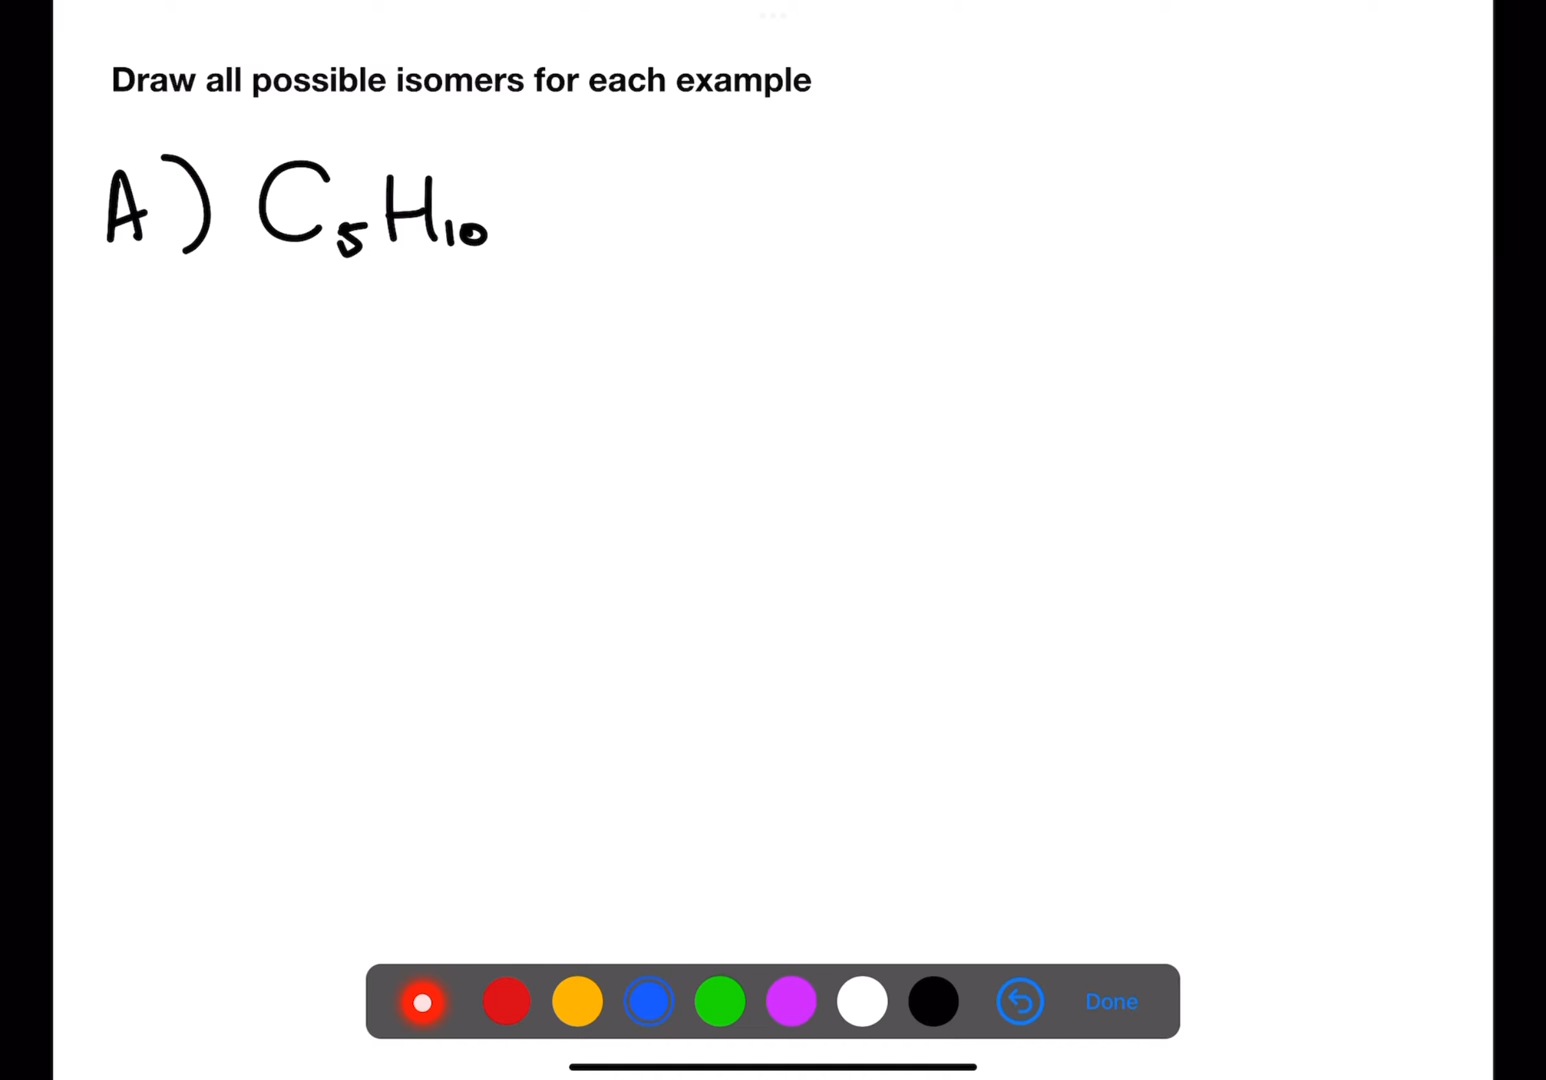 Draw all possible isomers for each example
A) C₅H₁₀
Done